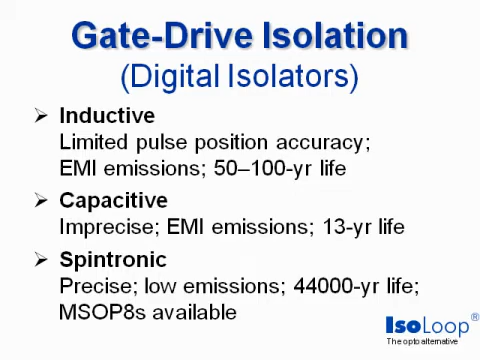 Gate-Drive Isolation
(Digital Isolators)
➢ Inductive
Limited pulse position accuracy;
EMI emissions; 50–100-yr life
➢ Capacitive
Imprecise; EMI emissions; 13-yr life
➢ Spintronic
Precise; low emissions; 44000-yr life;
MSOP8s available
IsoLoop®
The opto alternative